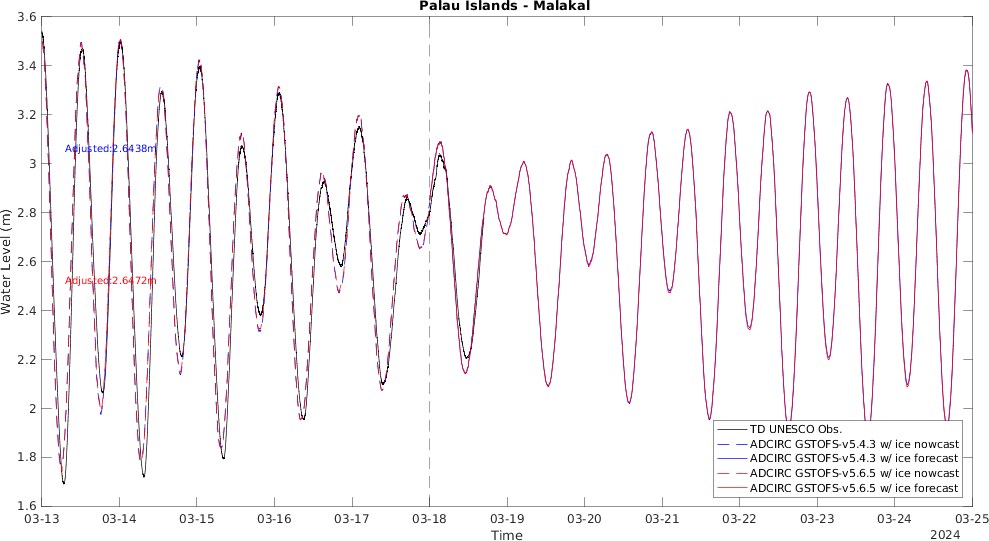 Palau Islands - Malakal
3.6
3.4
3.2
3
2.8
2.6
2.4
2.2
2
1.8
1.6
Water Level (m)
Adjusted:2.6438m
Adjusted:2.6472m
TD UNESCO Obs.
ADCIRC GSTOFS-v5.4.3 w/ ice nowcast
ADCIRC GSTOFS-v5.4.3 w/ ice forecast
ADCIRC GSTOFS-v5.6.5 w/ ice nowcast
ADCIRC GSTOFS-v5.6.5 w/ ice forecast
03-13 03-14 03-15 03-16 03-17 03-18 03-19 03-20 03-21 03-22 03-23 03-24 03-25
Time
2024